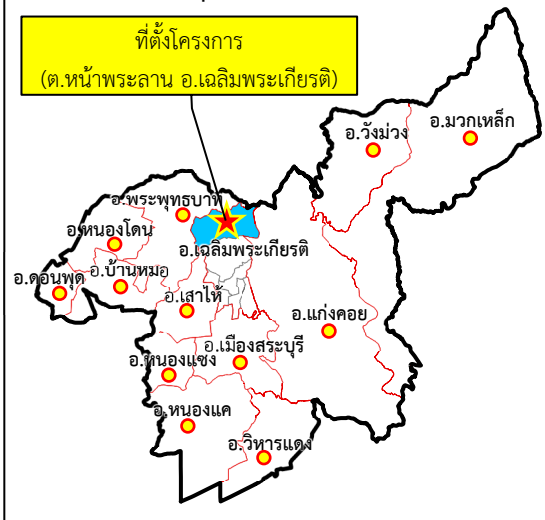 ที่ตั้งโครงการ
(ต.หน้าพระลาน อ.เฉลิมพระเกียรติ)
อ.วังม่วง
อ.มวกเหล็ก
อ.พระพุทธบาท
อ.หนองโดน
อ.เฉลิมพระเกียรติ
อ.ดอนพุด
อ.บ้านหมอ
อ.เสาไห้
อ.แก่งคอย
อ.หนองแซง
อ.เมืองสระบุรี
อ.หนองแค
อ.วิหารแดง